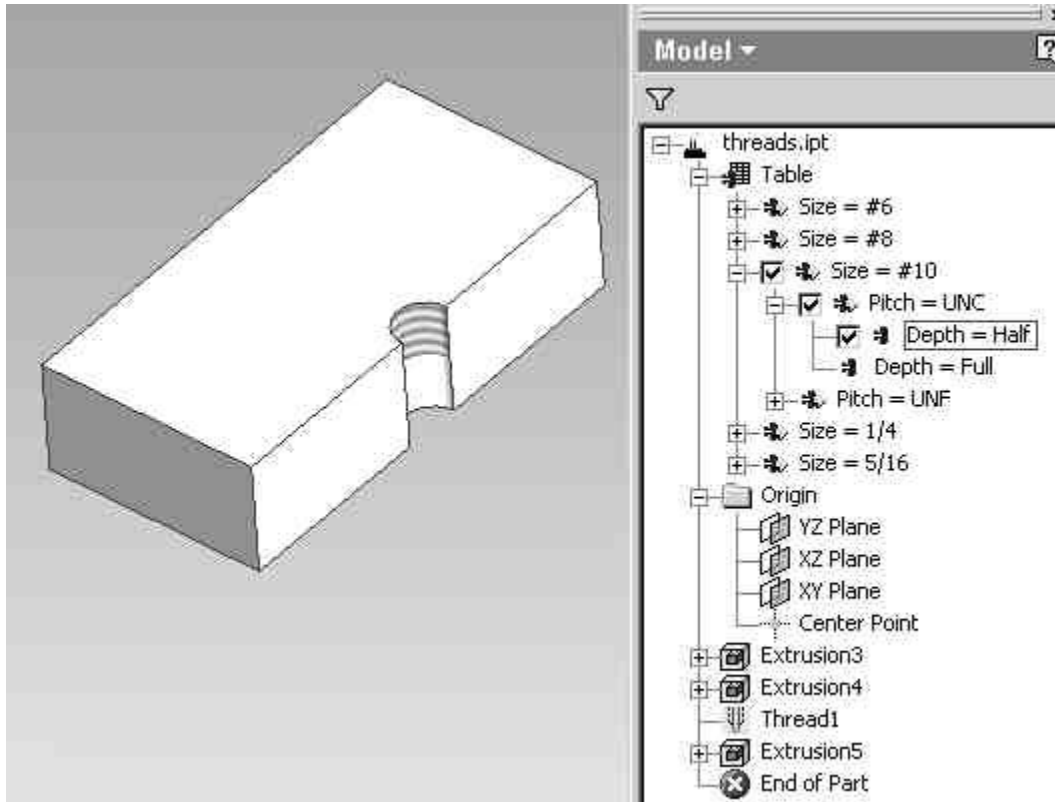 Model
threads.ipt
Table
Size = #6
Size = #8
Size = #10
Pitch = UNC
Depth = Half
Depth = Full
Pitch = UNF
Size = 1/4
Size = 5/16
Origin
YZ Plane
XZ Plane
XY Plane
Center Point
Extrusion3
Extrusion4
Thread1
Extrusion5
End of Part